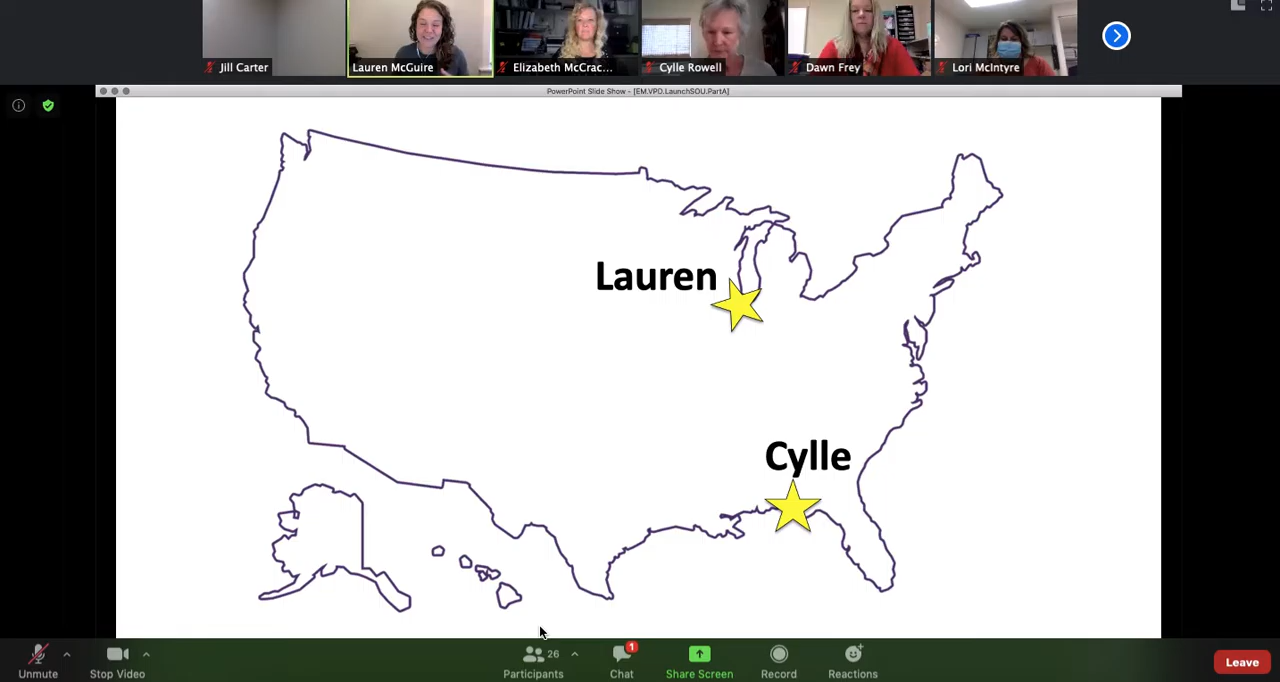 Jill Carter
Lauren McGuire
Elizabeth McCrac...
Cylle Rowell
Dawn Frey
Lori McIntyre
PowerPoint Slide Show - [EM.VPD.LaunchSOU.PartA]
Lauren
Cylle
Unmute
Stop Video
26
Participants
1
Chat
Share Screen
Record
Reactions
Leave